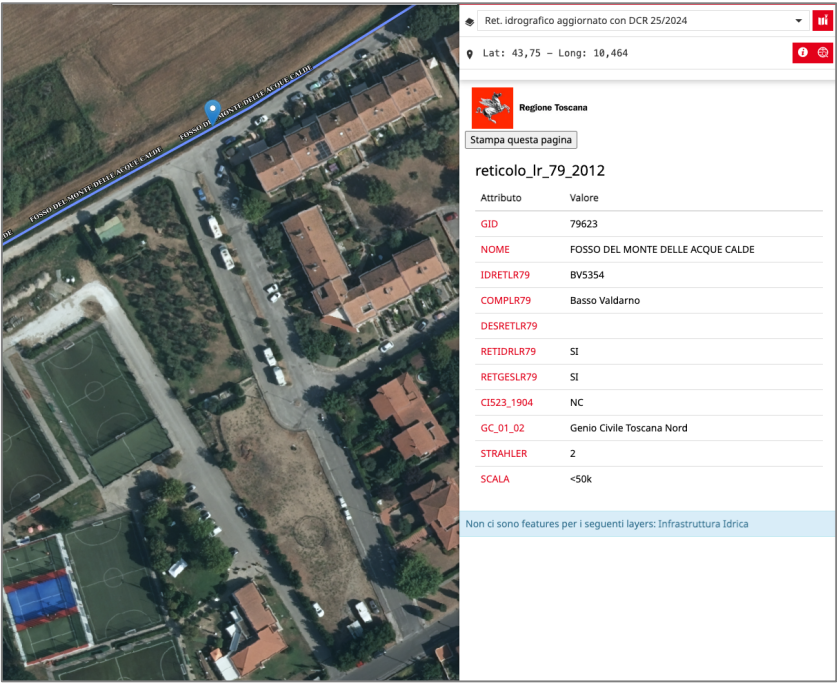 Ret. idrografico aggiornato con DCR 25/2024
Lat: 43,75 – Long: 10,464
Regione Toscana
Stampa questa pagina
reticolo_lr_79_2012
Attributo Valore
GID 79623
NOME FOSSO DEL MONTE DELLE ACQUE CALDE
IDRETLR79 BV5354
COMPLR79 Basso Valdarno
DESRETLR79
RETIDRLR79 SI
RETGESLR79 SI
CI523_1904 NC
GC_01_02 Genio Civile Toscana Nord
STRAHLER 2
SCALA <50k
Non ci sono features per i seguenti layers: Infrastruttura Idrica
FOSSO DEL MONTE DELLE ACQUE CALDE
FOSSO DEL MONTE DELLE ACQUE CALDE
DE